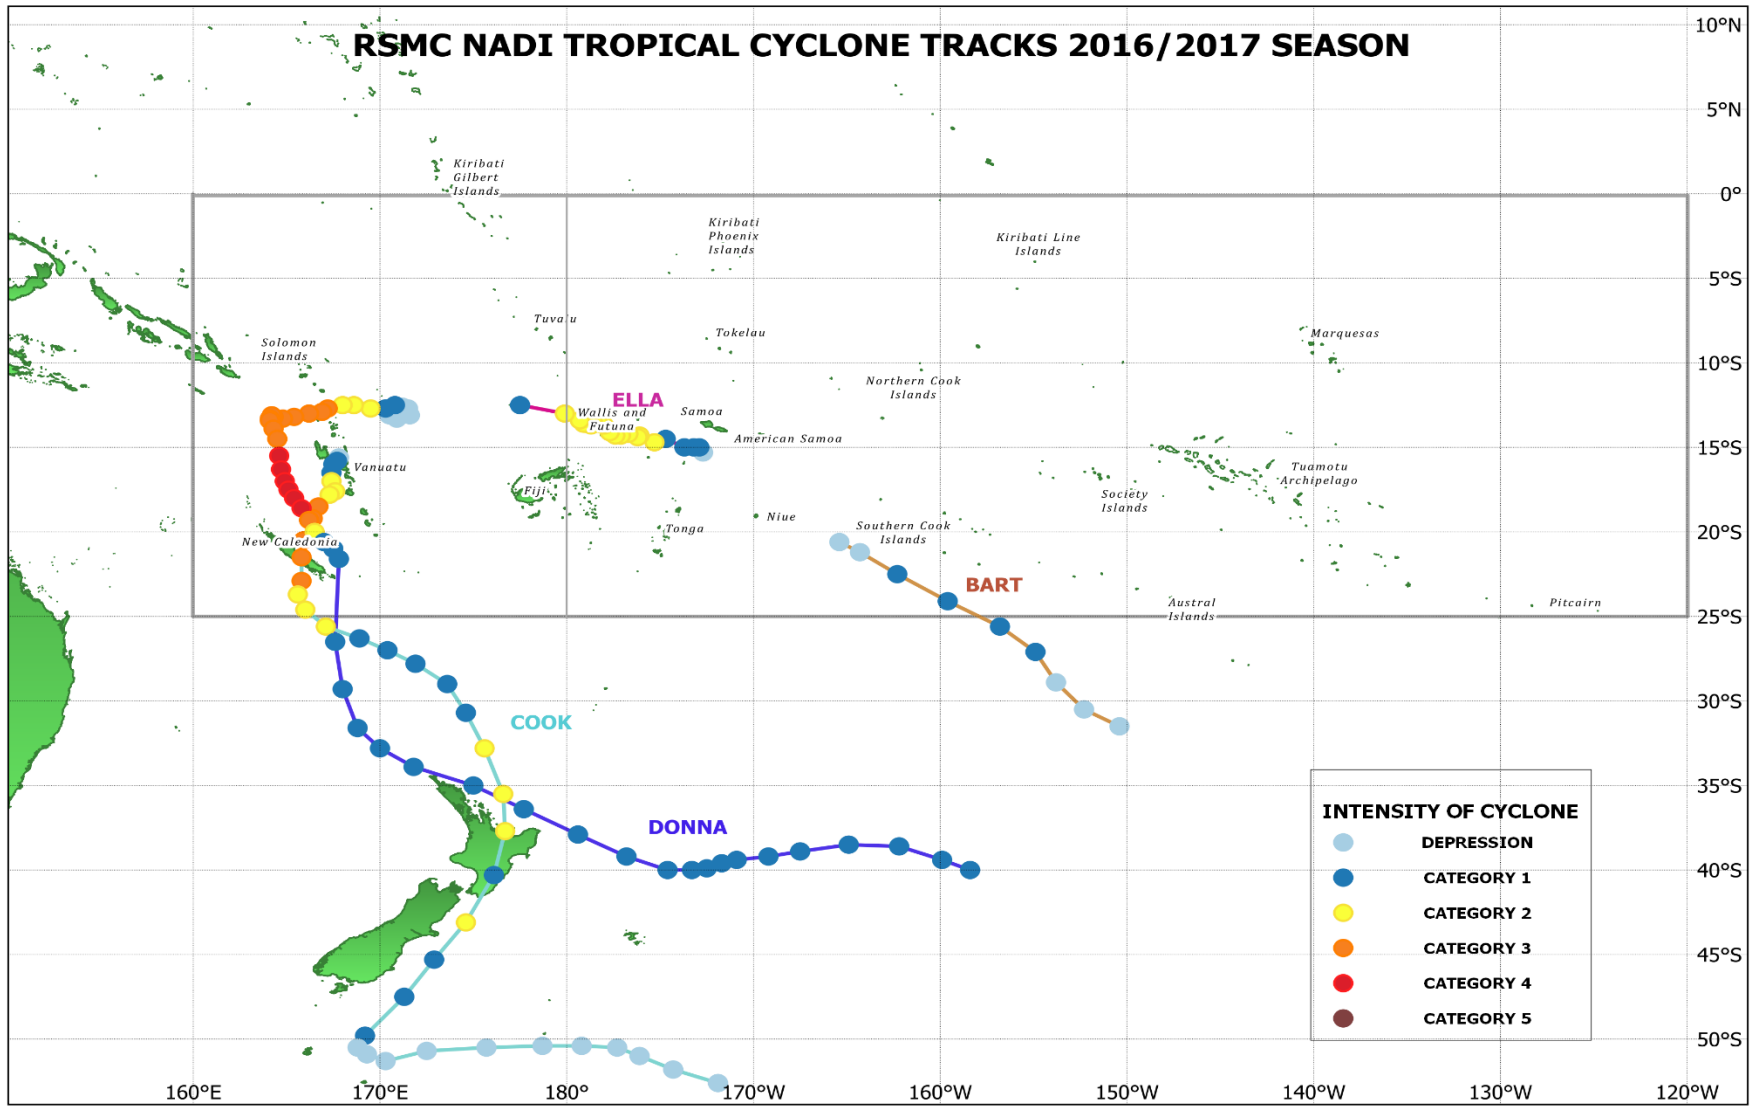 RSMC NADI TROPICAL CYCLONE TRACKS 2016/2017 SEASON
10°N
5°N
0°
5°S
10°S
15°S
20°S
25°S
30°S
35°S
40°S
45°S
50°S
Kiribati
Gilbert
Islands
Kiribati
Phoenix
Islands
Kiribati Line
Islands
Tuvalu
Tokelau
Marquesas
Solomon
Islands
Northern Cook
Islands
ELLA
Wallis and
Futuna
Samoa
American Samoa
Vanuatu
Fiji
Tuamotu
Archipelago
Society
Islands
Niue
Tonga
Southern Cook
Islands
New Caledonia
BART
Austral
Islands
Pitcairn
COOK
DONNA
INTENSITY OF CYCLONE
DEPRESSION
CATEGORY 1
CATEGORY 2
CATEGORY 3
CATEGORY 4
CATEGORY 5
160°E
170°E
180°
170°W
160°W
150°W
140°W
130°W
120°W